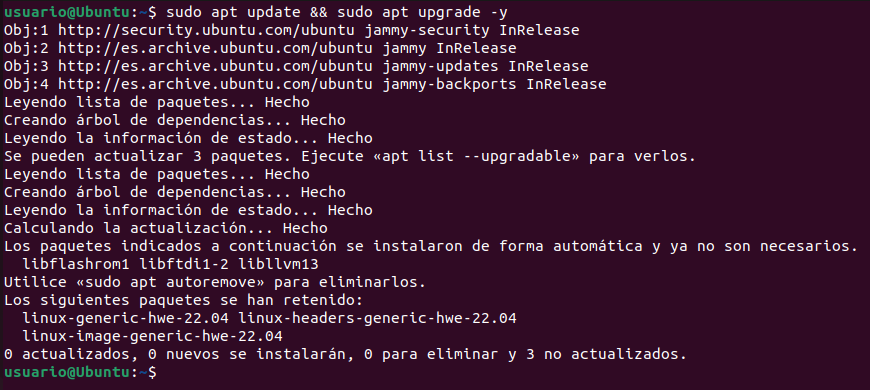 usuario@Ubuntu:~$ sudo apt update && sudo apt upgrade -y
Obj:1 http://security.ubuntu.com/ubuntu jammy-security InRelease
Obj:2 http://es.archive.ubuntu.com/ubuntu jammy InRelease
Obj:3 http://es.archive.ubuntu.com/ubuntu jammy-updates InRelease
Obj:4 http://es.archive.ubuntu.com/ubuntu jammy-backports InRelease
Leyendo lista de paquetes... Hecho
Creando árbol de dependencias... Hecho
Leyendo la información de estado... Hecho
Se pueden actualizar 3 paquetes. Ejecute «apt list --upgradable» para verlos.
Leyendo lista de paquetes... Hecho
Creando árbol de dependencias... Hecho
Leyendo la información de estado... Hecho
Calculando la actualización... Hecho
Los paquetes indicados a continuación se instalaron de forma automática y ya no son necesarios.
  libflashrom1 libftdi1-2 libllvm13
Utilice «sudo apt autoremove» para eliminarlos.
Los siguientes paquetes se han retenido:
  linux-generic-hwe-22.04 linux-headers-generic-hwe-22.04
  linux-image-generic-hwe-22.04
0 actualizados, 0 nuevos se instalarán, 0 para eliminar y 3 no actualizados.
usuario@Ubuntu:~$